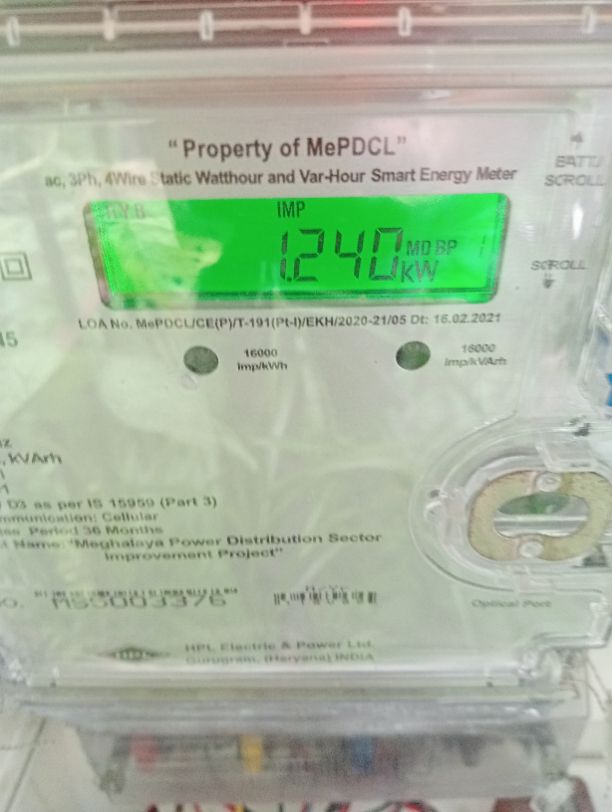 "Property of MePDCL"
BATT./
SCROLL
ac, 3Ph, 4Wire Static Watthour and Var-Hour Smart Energy Meter
IMP
1.240 MD BP
kW
SCROLL
LOA No. MePDCL/CE(P)/T-191(Pt-I)/EKH/2020-21/05 Dt: 16.02.2021
16000
Imp/kWh
16000
Imp/kVArh
, kVArh
D3 as per IS 15959 (Part 3)
Cellular
Period 36 Months
Name: "Meghalaya Power Distribution Sector
Improvement Project"
Optical Port
HPL Electric & Power Ltd.
Gurugram, (Haryana) INDIA